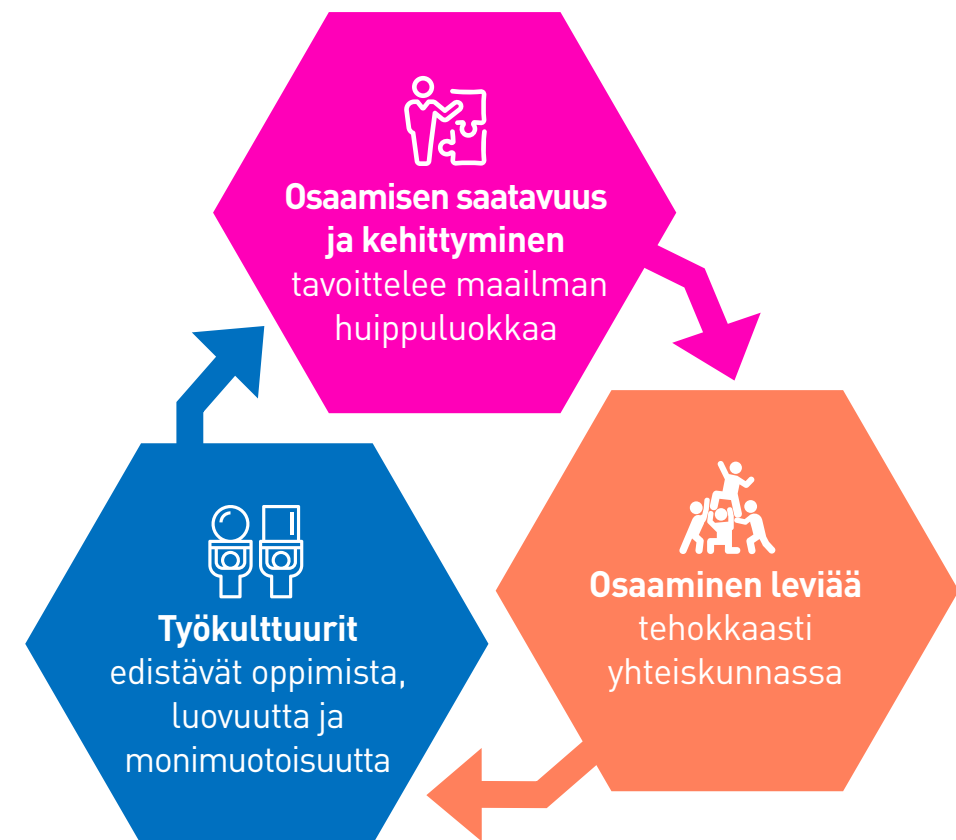 Osaamisen saatavuus
ja kehittyminen
tavoittelee maailman
huippuluokkaa
Osaaminen leviää
tehokkaasti
yhteiskunnassa
Työkulttuurit
edistävät oppimista,
luovuutta ja
monimuotoisuutta